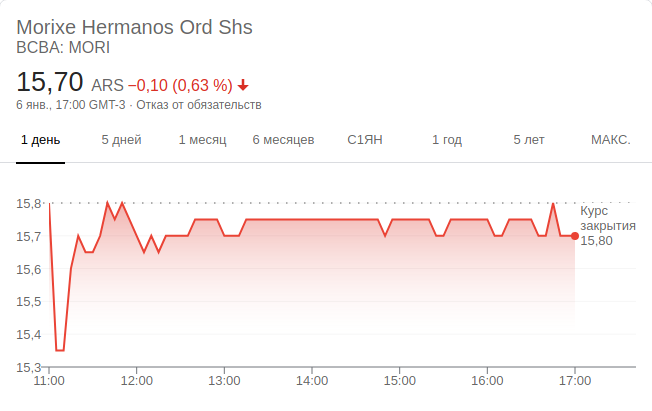 Morixe Hermanos Ord Shs
BCBA: MORI
15,70 ARS −0,10 (0,63 %)
6 янв., 17:00 GMT-3 · Отказ от обязательств
1 день 5 дней 1 месяц 6 месяцев С1ЯН 1 год 5 лет МАКС.
15,8
Курс
закрытия
15,80
15,7
15,6
15,5
15,4
15,3
11:00 12:00 13:00 14:00 15:00 16:00 17:00